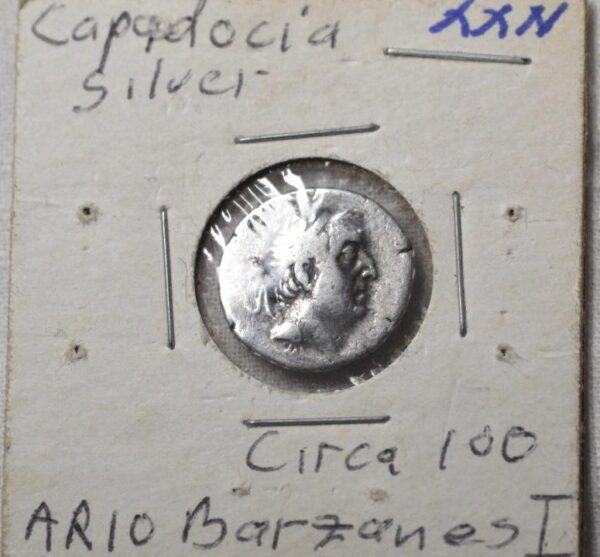 Capadocia XXN
Silver
Circa 100
ARIO Barzanes I